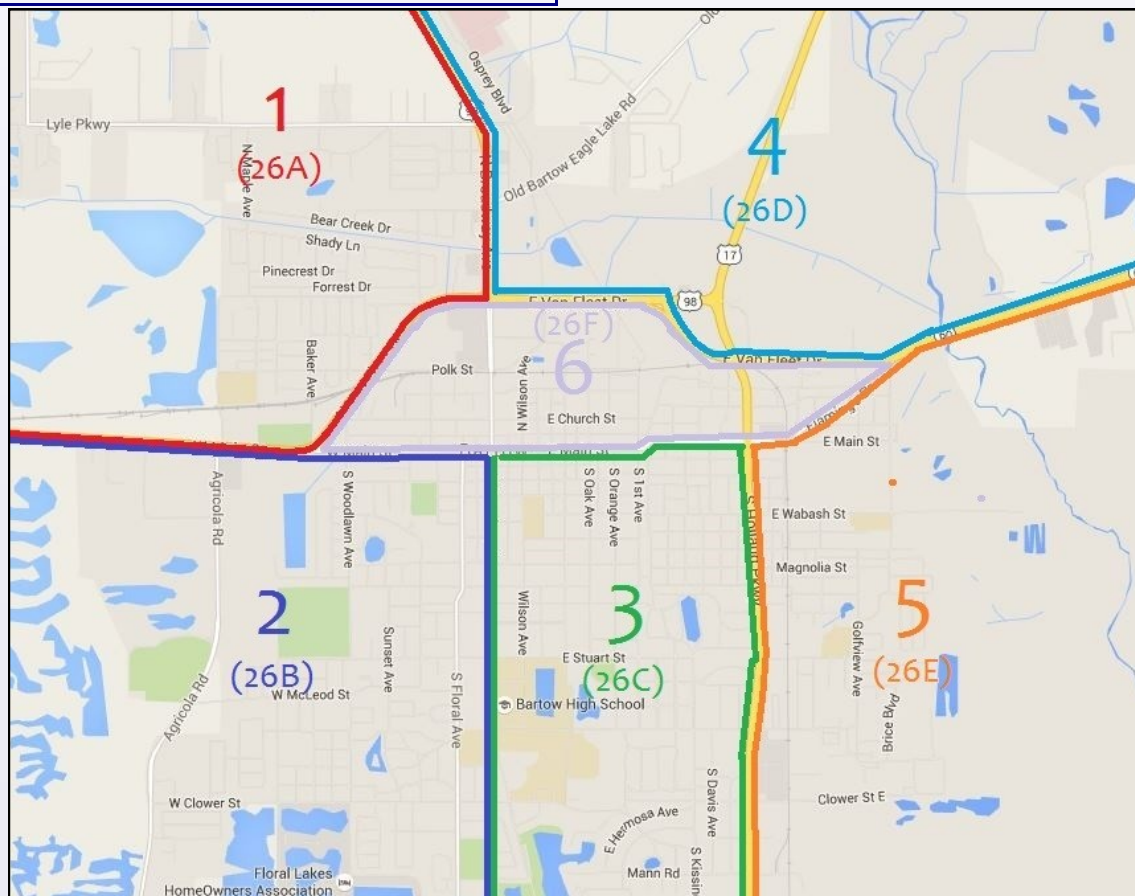 Osprey Blvd
Old Bartow Eagle Lake Rd
Lyle Pkwy
1
(26A)
N Maple Ave
4
(26D)
Bear Creek Dr
Shady Ln
Pinecrest Dr
Forrest Dr
17
98
E Van Fleet Dr
(26F)
6
Baker Ave
Polk St
N Wilson Ave
E Van Fleet Dr
E Church St
E Main St
E Main St
Agricola Rd
S Woodlawn Ave
S Oak Ave
S Orange Ave
S 1st Ave
E Wabash St
Magnolia St
2
(26B)
Wilson Ave
3
(26C)
5
(26E)
E Stuart St
Golfview Ave
Sunset Ave
S Floral Ave
W McLeod St
Agricola Rd
Bartow High School
Brice Blvd
W Clower St
S Davis Ave
Clower St E
E Hermosa Ave
Mann Rd
Floral Lakes
HomeOwners Association